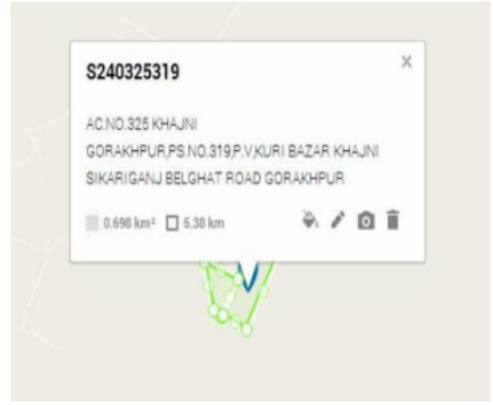 S240325319
AC.NO.325 KHAJNI
GORAKHPUR,PS.NO.319,P.V,KURI BAZAR KHAJNI
SIKARIGANJ BELGHAT ROAD GORAKHPUR
0.698 km² 5.38 km